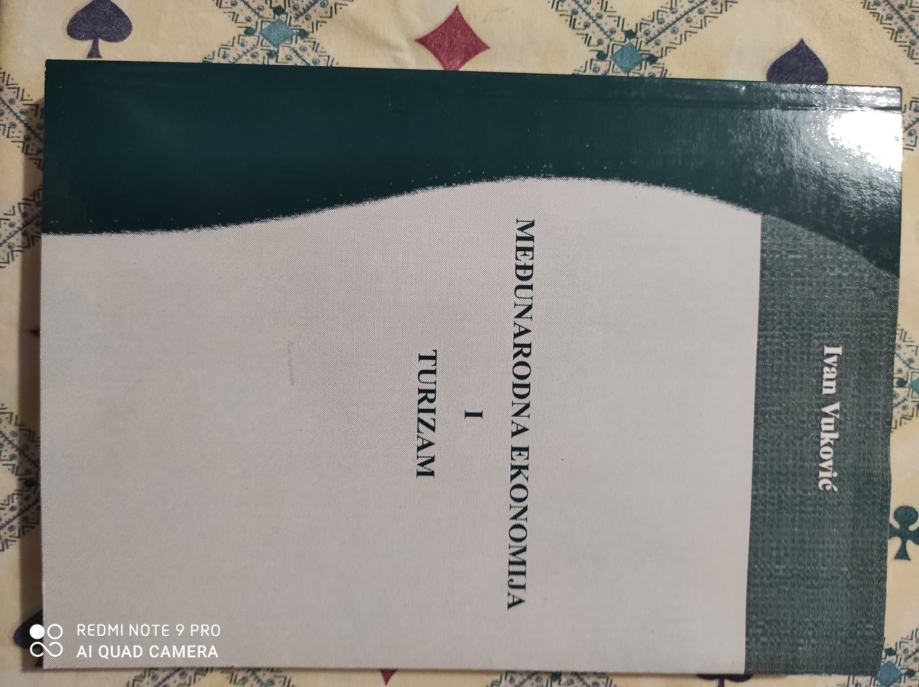 Ivan Vuković
MEĐUNARODNA EKONOMIJA
I
TURIZAM
REDMI NOTE 9 PRO
AI QUAD CAMERA